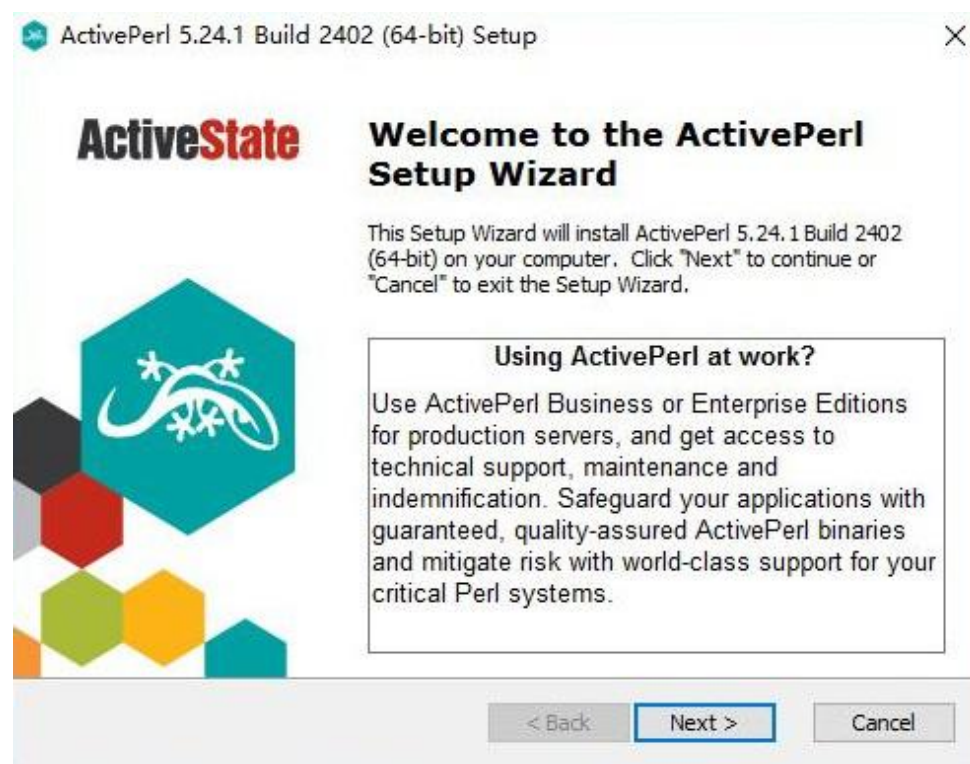 ActivePerl 5.24.1 Build 2402 (64-bit) Setup
ActiveState
Welcome to the ActivePerl
Setup Wizard
This Setup Wizard will install ActivePerl 5.24.1 Build 2402
(64-bit) on your computer. Click "Next" to continue or
"Cancel" to exit the Setup Wizard.
Using ActivePerl at work?
Use ActivePerl Business or Enterprise Editions
for production servers, and get access to
technical support, maintenance and
indemnification. Safeguard your applications with
guaranteed, quality-assured ActivePerl binaries
and mitigate risk with world-class support for your
critical Perl systems.
< Back Next > Cancel